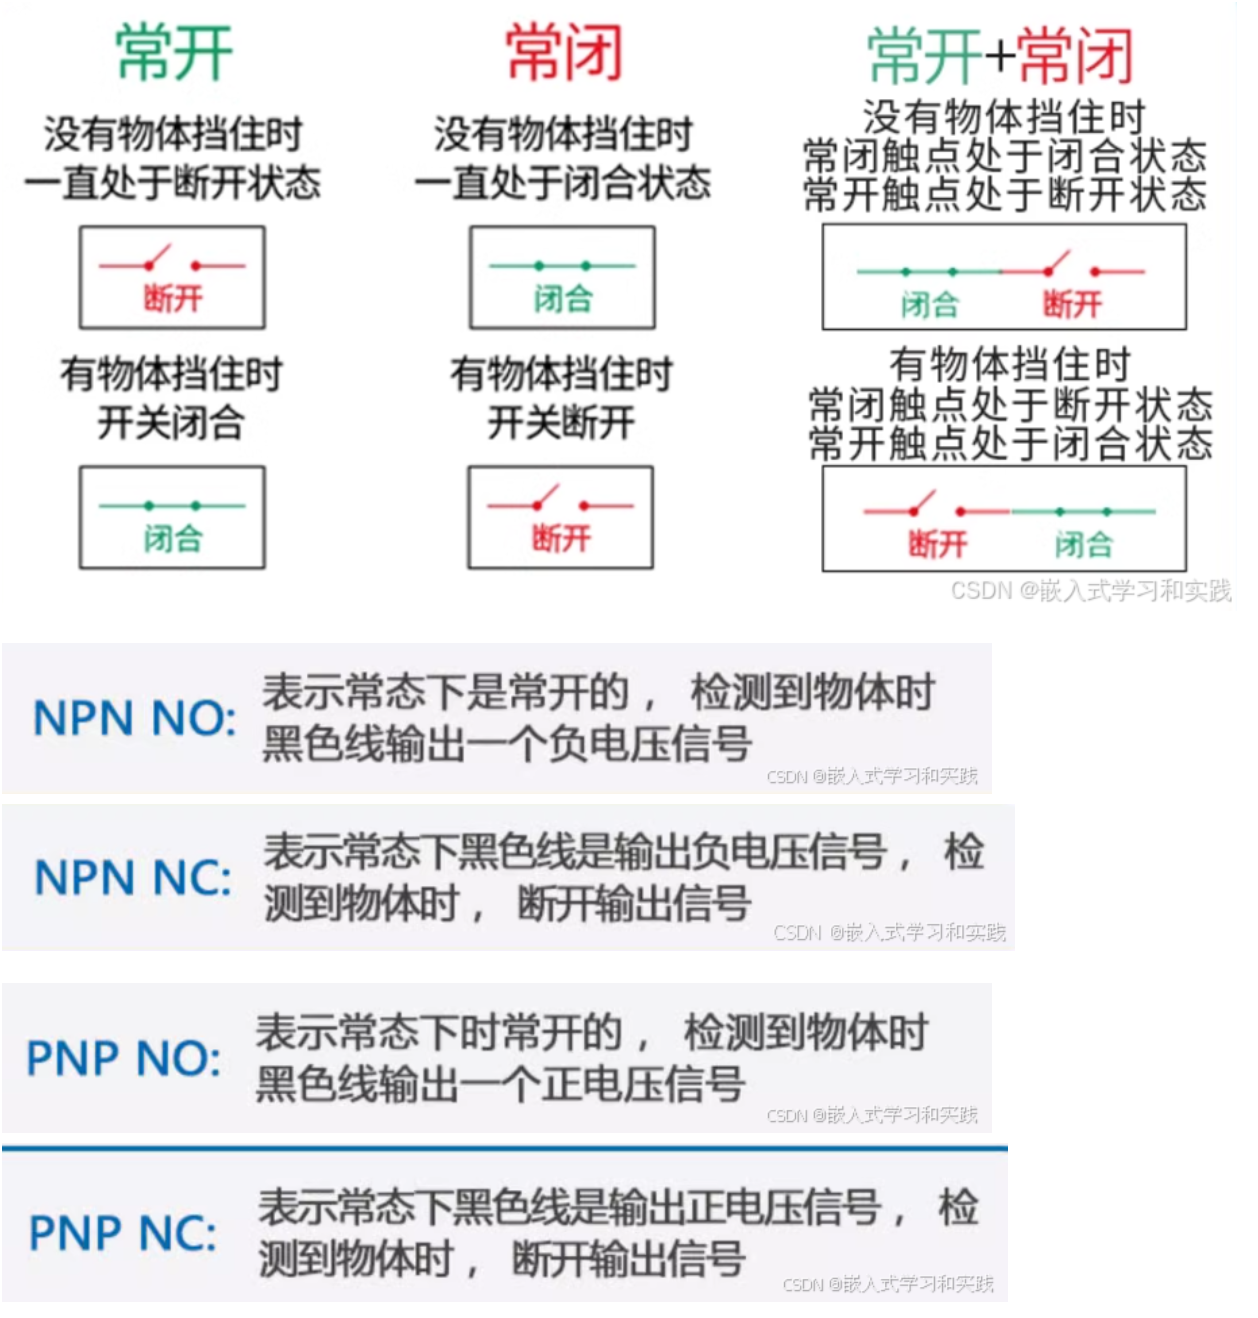 常开
没有物体挡住时
一直处于断开状态
断开
有物体挡住时
开关闭合
闭合
常闭
没有物体挡住时
一直处于闭合状态
闭合
有物体挡住时
开关断开
断开
常开+常闭
没有物体挡住时
常闭触点处于闭合状态
常开触点处于断开状态
闭合 断开
有物体挡住时
常闭触点处于断开状态
常开触点处于闭合状态
断开 闭合
CSDN @嵌入式学习和实践
NPN NO: 表示常态下是常开的， 检测到物体时
黑色线输出一个负电压信号
CSDN @嵌入式学习和实践
NPN NC: 表示常态下黑色线是输出负电压信号， 检
测到物体时， 断开输出信号
CSDN @嵌入式学习和实践
PNP NO: 表示常态下时常开的， 检测到物体时
黑色线输出一个正电压信号
CSDN @嵌入式学习和实践
PNP NC: 表示常态下黑色线是输出正电压信号， 检
测到物体时， 断开输出信号
CSDN @嵌入式学习和实践